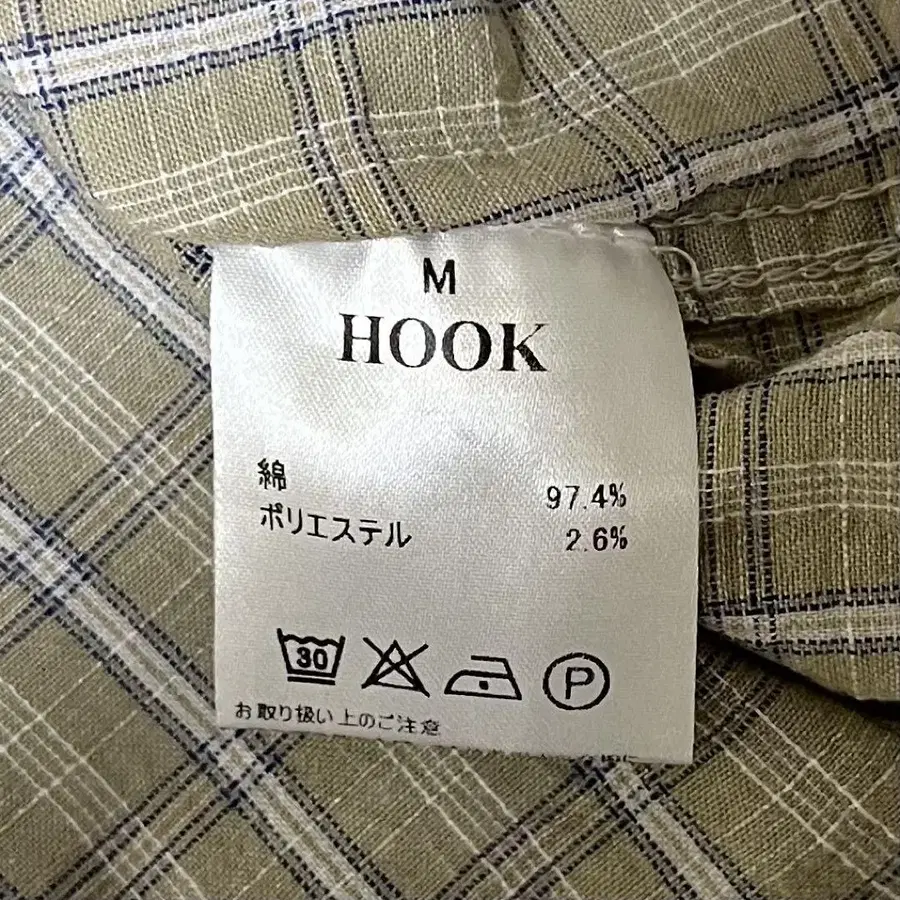 M
HOOK
綿 97.4%
ポリエステル 2.6%
30 P
お取り扱い上のご注意